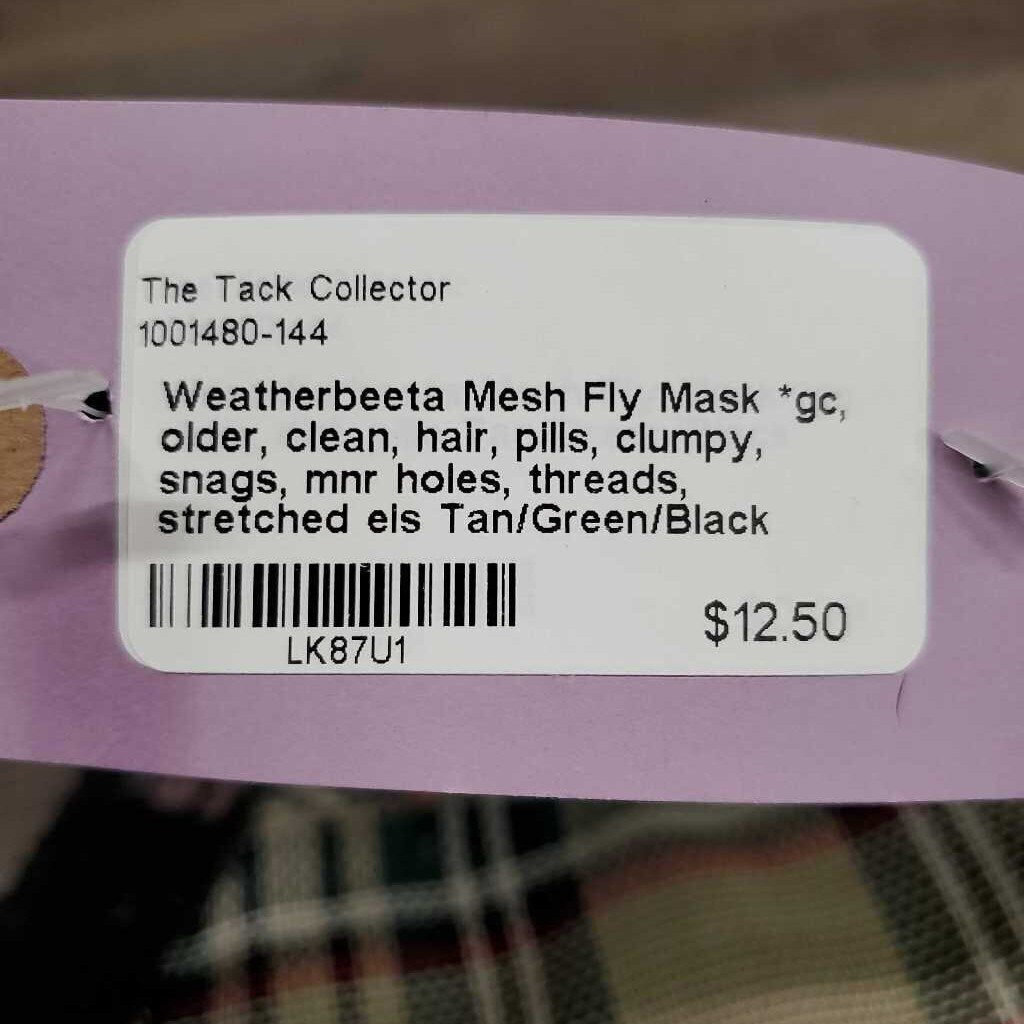 The Tack Collector
1001480-144
Weatherbeeta Mesh Fly Mask *gc,
older, clean, hair, pills, clumpy,
snags, mnr holes, threads,
stretched els Tan/Green/Black
LK87U1
$12.50